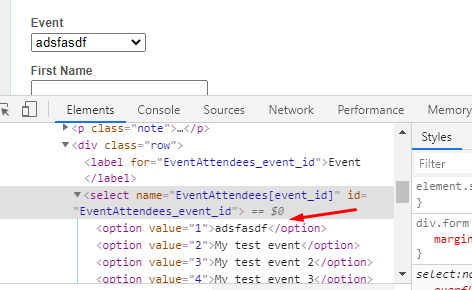 Event
adsfasdf
First Name
Elements Console Sources Network Performance Memory
<p class="note">…</p>
<div class="row">
<label for="EventAttendees_event_id">Event
</label>
<select name="EventAttendees[event_id]" id=
"EventAttendees_event_id"> == $0
<option value="1">adsfasdf</option>
<option value="2">My test event</option>
<option value="3">My test event 2</option>
<option value="4">My test event 3</option>
Styles
Filter
element.s
}
div.form
margin
}
select:no